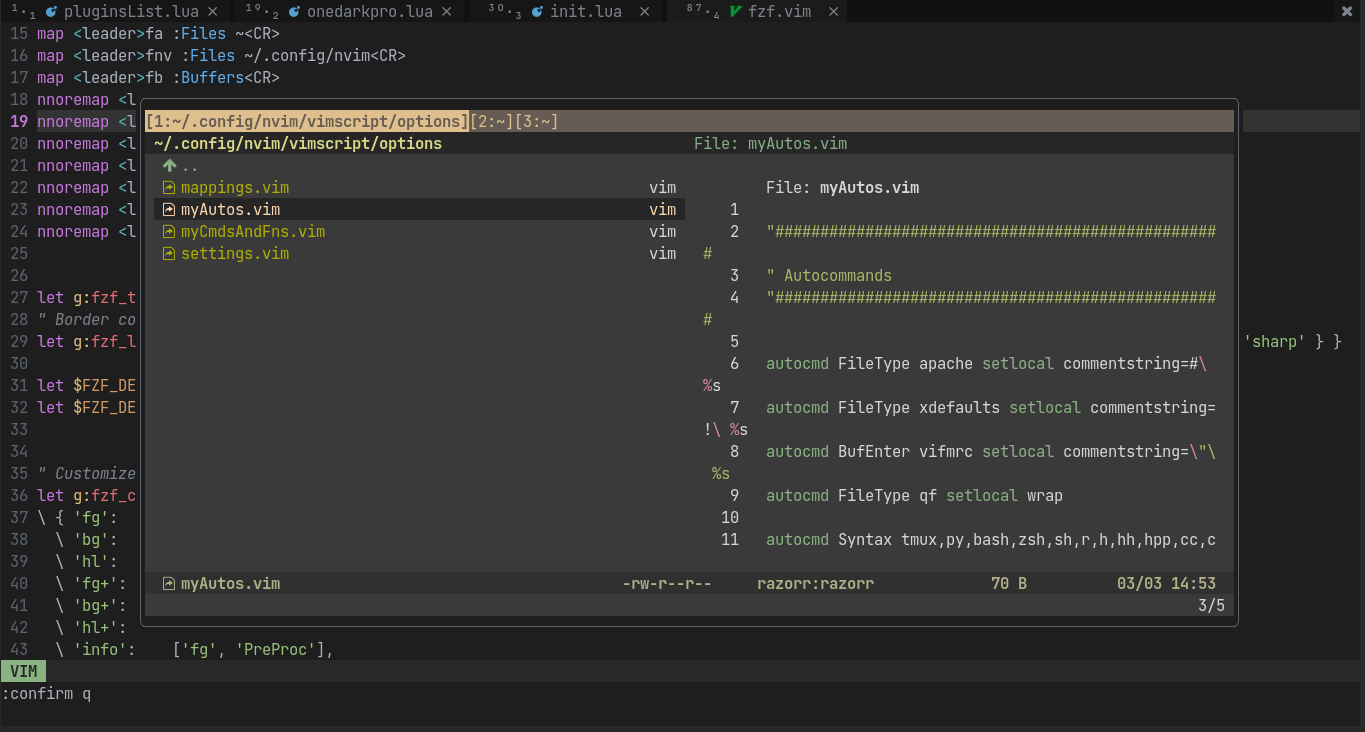 1·1 pluginsList.lua × 19·2 onedarkpro.lua × 30·3 init.lua × 87·4 fzf.vim ×
15 map <leader>fa :Files ~<CR>
16 map <leader>fnv :Files ~/.config/nvim<CR>
17 map <leader>fb :Buffers<CR>
18 nnoremap <l
19 nnoremap <l
20 nnoremap <l
21 nnoremap <l
22 nnoremap <l
23 nnoremap <l
24 nnoremap <l
25
26
27 let g:fzf_t
28 " Border co
29 let g:fzf_l 'sharp' } }
30
31 let $FZF_DE
32 let $FZF_DE
33
34
35 " Customize
36 let g:fzf_c
37 \ { 'fg':
38 \ 'bg':
39 \ 'hl':
40 \ 'fg+':
41 \ 'bg+':
42 \ 'hl+':
43 \ 'info': ['fg', 'PreProc'],
[1:~/.config/nvim/vimscript/options][2:~][3:~]
~/.config/nvim/vimscript/options
..
mappings.vim vim
myAutos.vim vim
myCmdsAndFns.vim vim
settings.vim vim
File: myAutos.vim
File: myAutos.vim
1
2 "#################################################
#
3 " Autocommands
4 "#################################################
#
5
6 autocmd FileType apache setlocal commentstring=#\
%s
7 autocmd FileType xdefaults setlocal commentstring=
!\ %s
8 autocmd BufEnter vifmrc setlocal commentstring=\"\
%s
9 autocmd FileType qf setlocal wrap
10
11 autocmd Syntax tmux,py,bash,zsh,sh,r,h,hh,hpp,cc,c
myAutos.vim -rw-r--r-- razorr:razorr 70 B 03/03 14:53
3/5
VIM
:confirm q